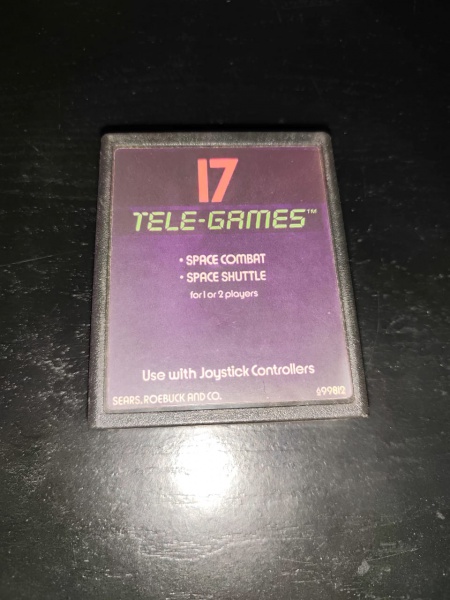 17
TELE-GAMES™
• SPACE COMBAT
• SPACE SHUTTLE
for 1 or 2 players
Use with Joystick Controllers
SEARS, ROEBUCK AND CO.
699812